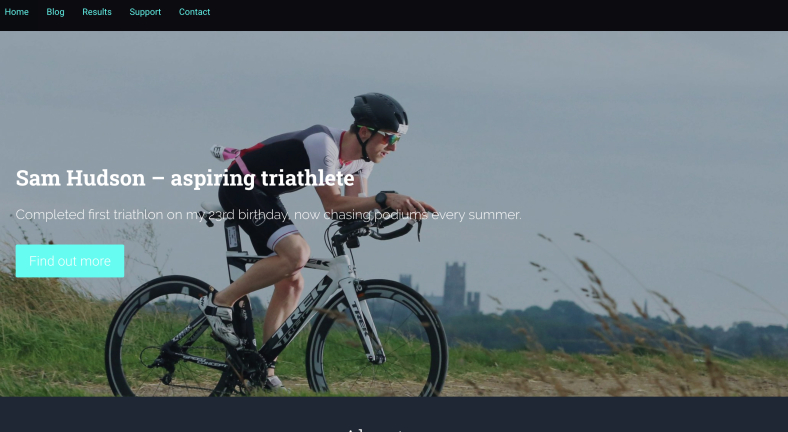 Home Blog Results Support Contact
Sam Hudson – aspiring triathlete
Completed first triathlon on my 23rd birthday, now chasing podiums every summer.
Find out more
TREK
TREK